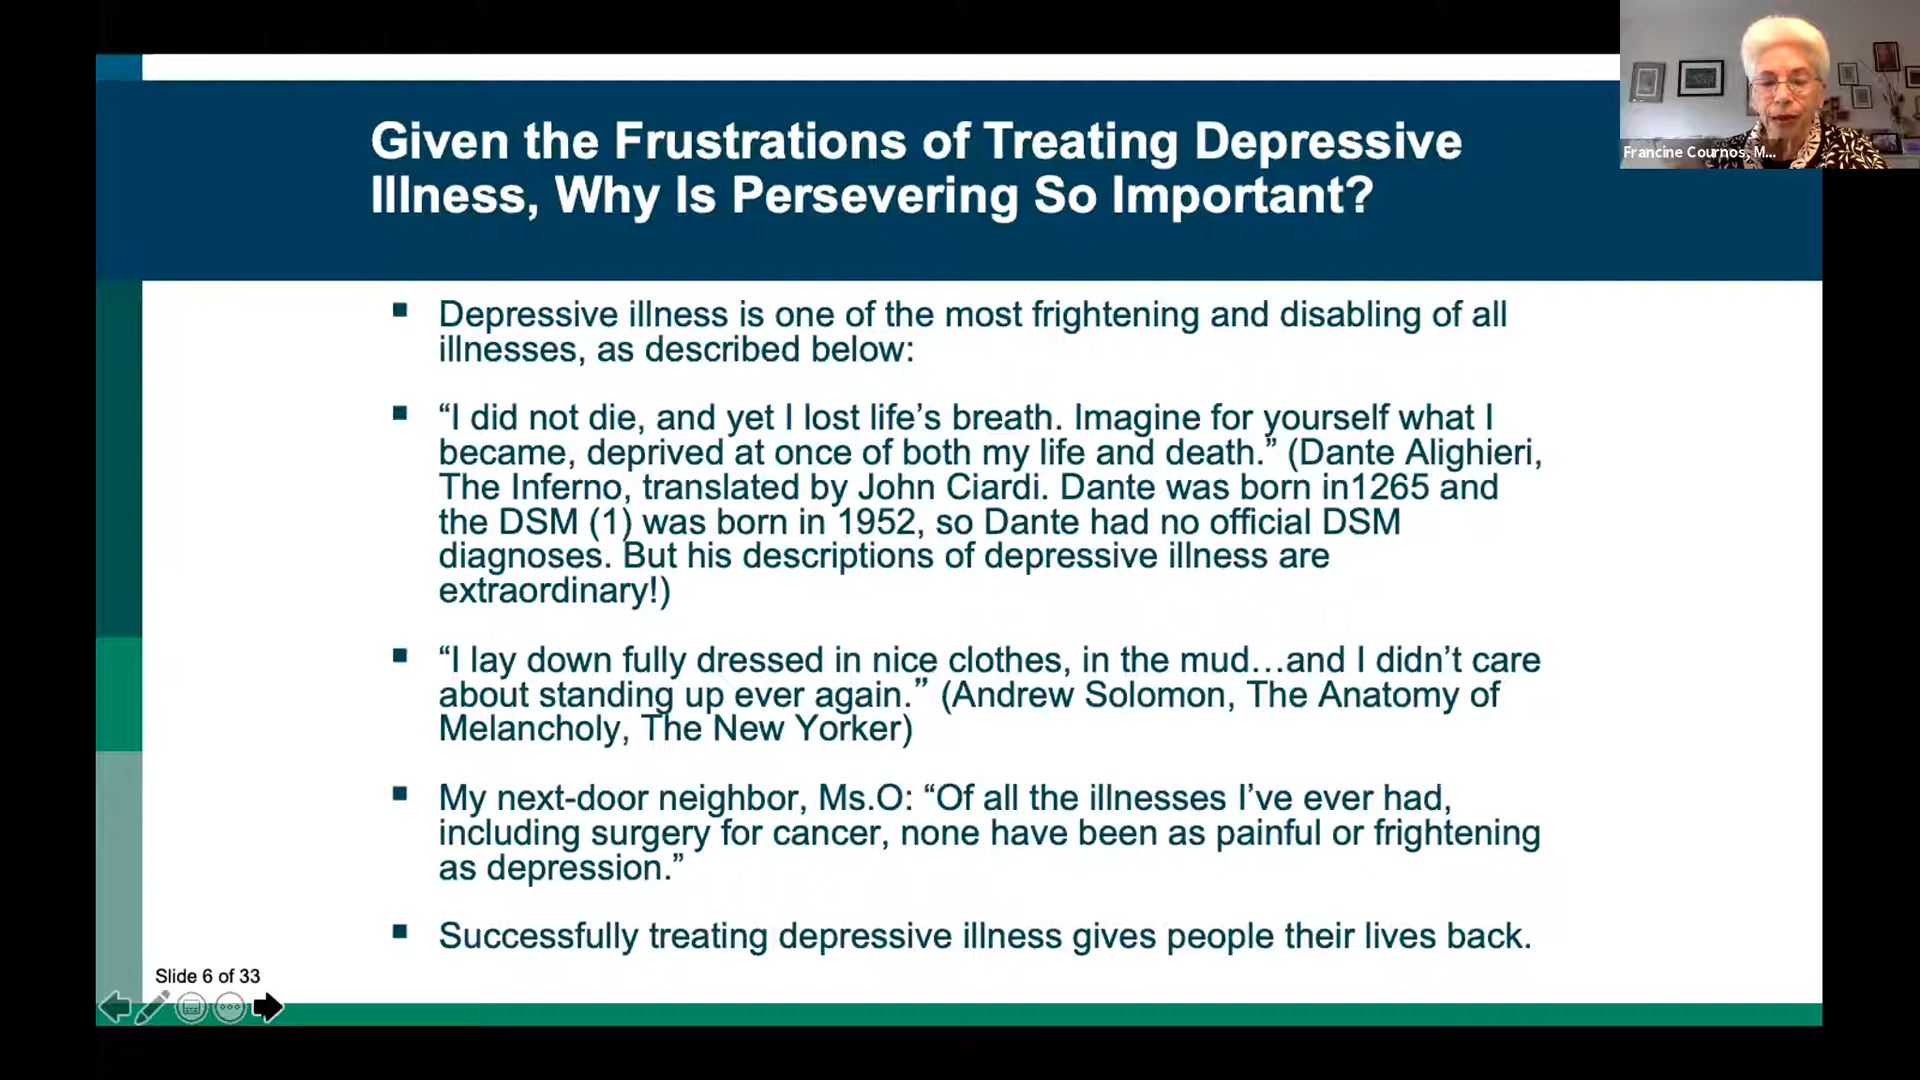 Francine Cournos, M...
Given the Frustrations of Treating Depressive
Illness, Why Is Persevering So Important?
▪ Depressive illness is one of the most frightening and disabling of all
illnesses, as described below:
▪ “I did not die, and yet I lost life’s breath. Imagine for yourself what I
became, deprived at once of both my life and death.” (Dante Alighieri,
The Inferno, translated by John Ciardi. Dante was born in1265 and
the DSM (1) was born in 1952, so Dante had no official DSM
diagnoses. But his descriptions of depressive illness are
extraordinary!)
▪ “I lay down fully dressed in nice clothes, in the mud…and I didn’t care
about standing up ever again.” (Andrew Solomon, The Anatomy of
Melancholy, The New Yorker)
▪ My next-door neighbor, Ms.O: “Of all the illnesses I’ve ever had,
including surgery for cancer, none have been as painful or frightening
as depression.”
▪ Successfully treating depressive illness gives people their lives back.
Slide 6 of 33